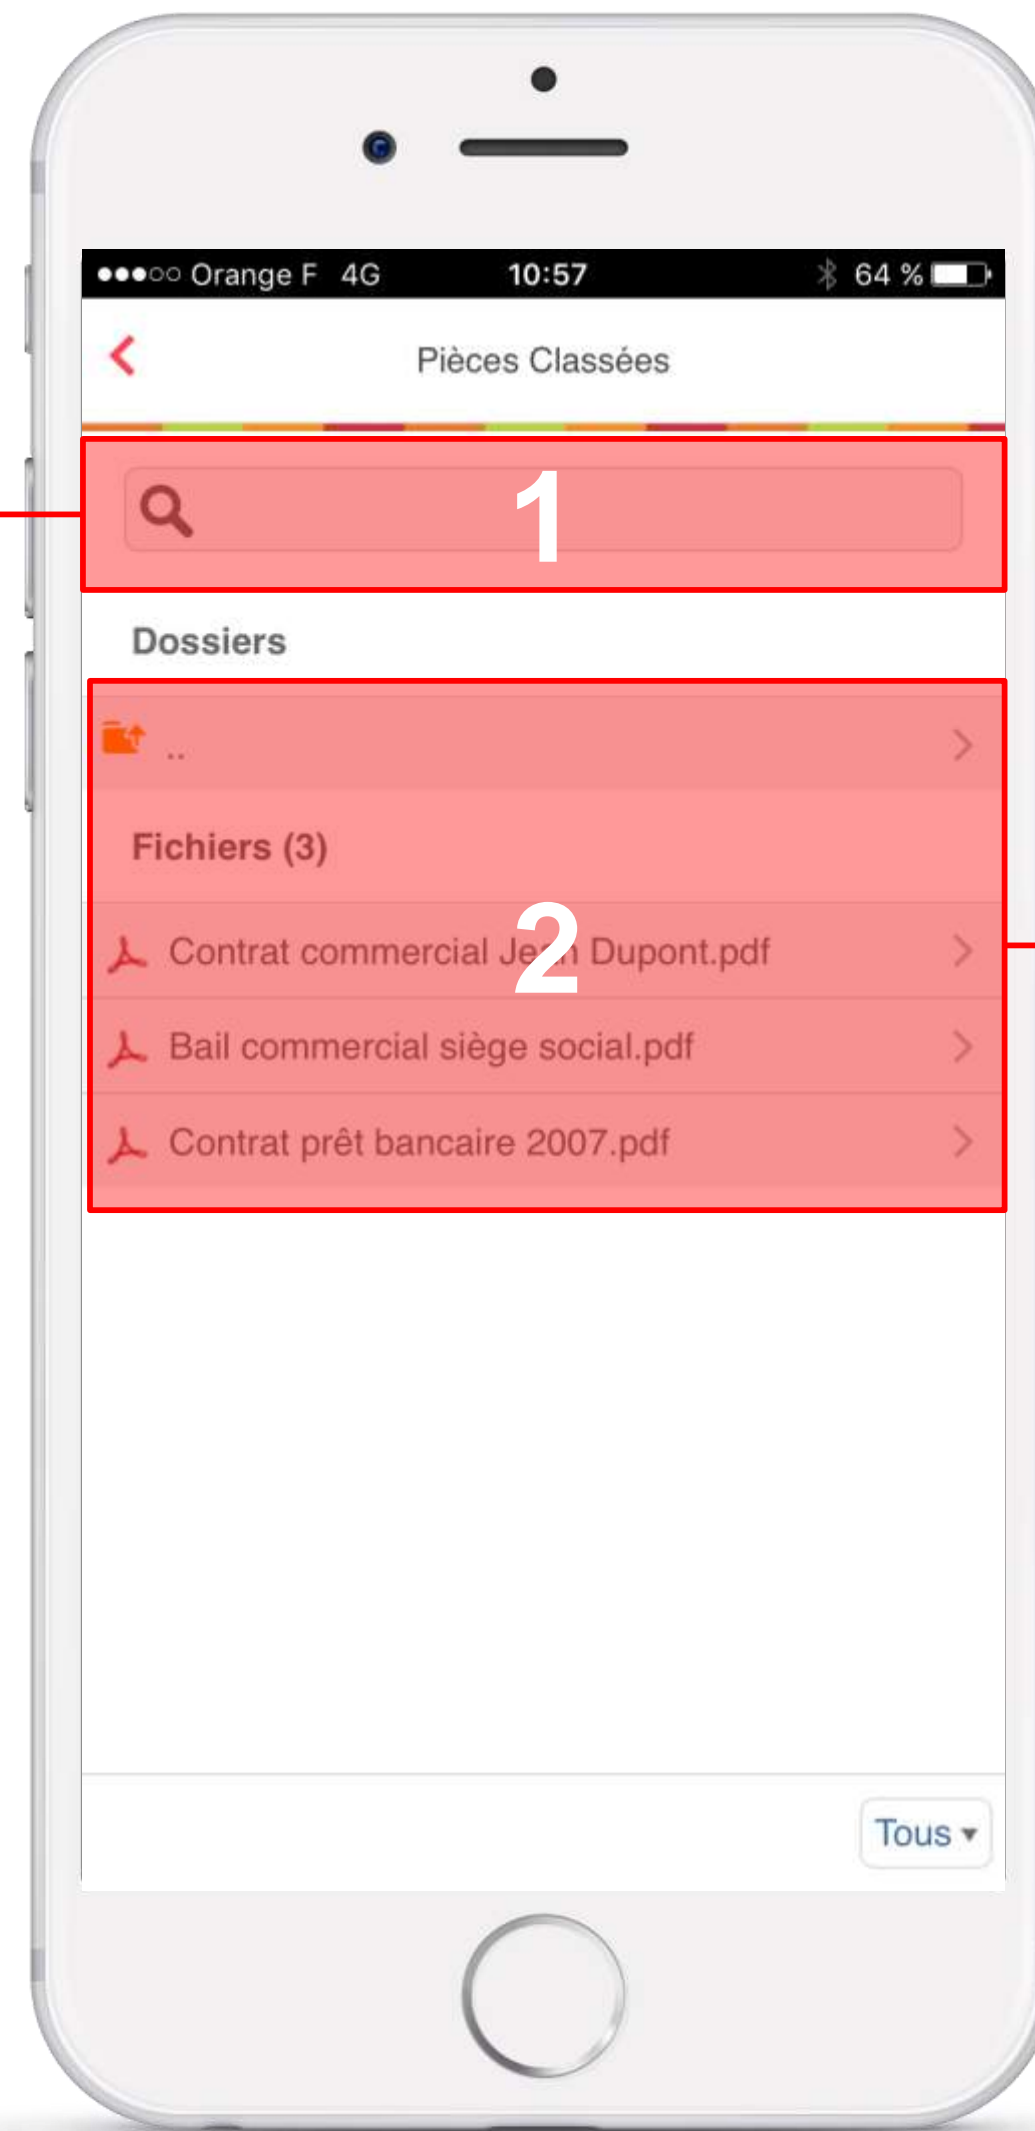 ●●●○○ Orange F 4G 10:57 64 %
Pièces Classées
1
Dossiers
..
Fichiers (3)
2
Contrat commercial Jean Dupont.pdf
Bail commercial siège social.pdf
Contrat prêt bancaire 2007.pdf
Tous